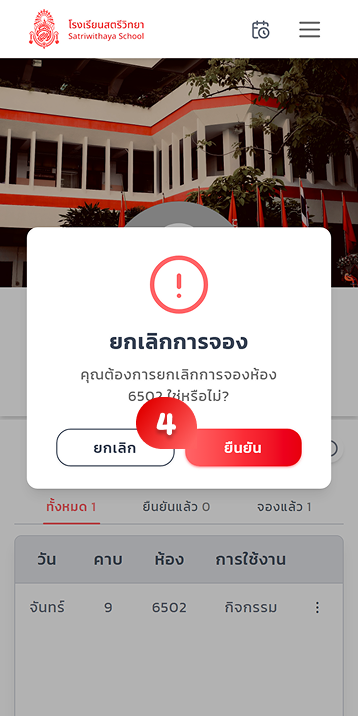 โรงเรียนสตรีวิทยา
Satriwithaya School
ยกเลิกการจอง
คุณต้องการยกเลิกการจองห้อง
6502 ใช่หรือไม่?
4
ยกเลิก
ยืนยัน
ทั้งหมด 1
ยืนยันแล้ว 0
จองแล้ว 1
วัน คาบ ห้อง การใช้งาน
จันทร์ 9 6502 กิจกรรม